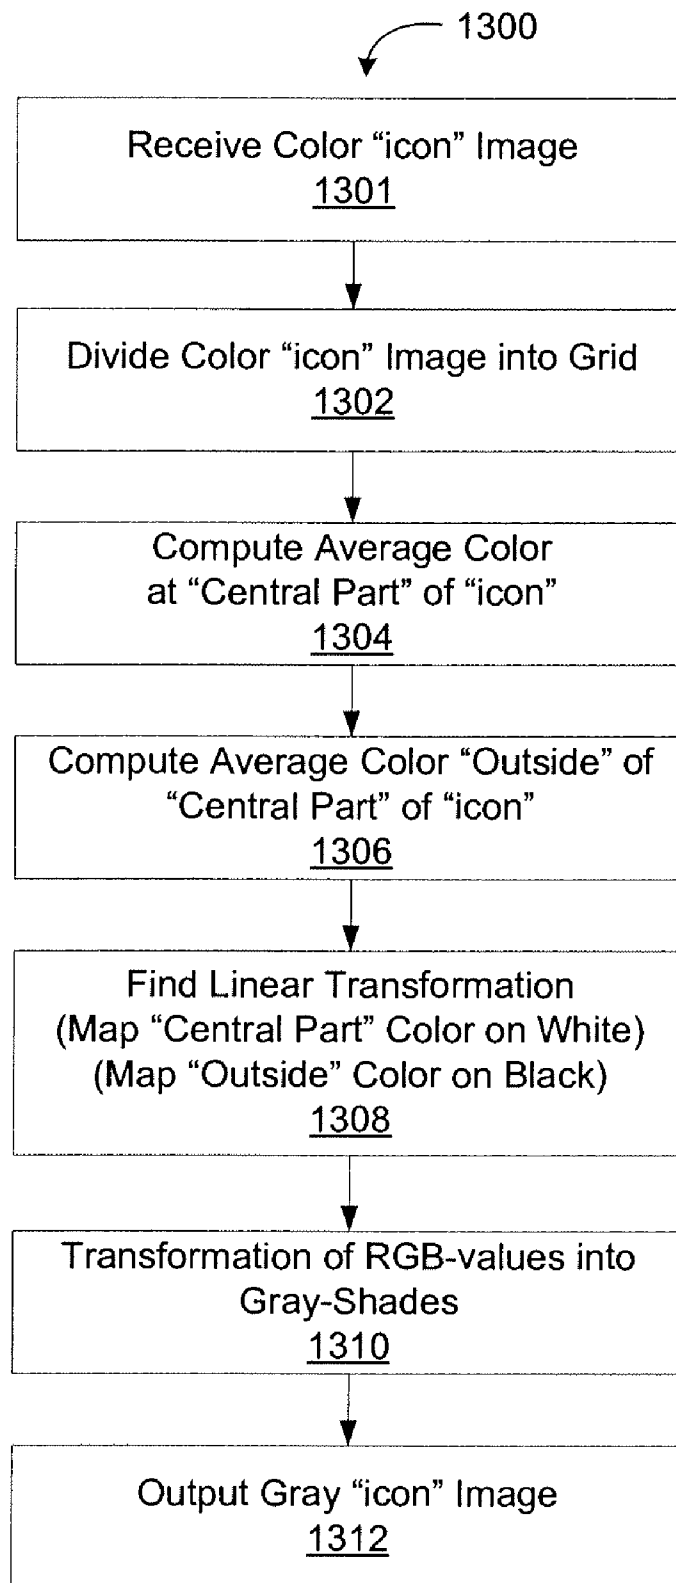 1300
Receive Color “icon” Image
1301
Divide Color “icon” Image into Grid
1302
Compute Average Color
at “Central Part” of “icon”
1304
Compute Average Color “Outside” of
“Central Part” of “icon”
1306
Find Linear Transformation
(Map “Central Part” Color on White)
(Map “Outside” Color on Black)
1308
Transformation of RGB-values into
Gray-Shades
1310
Output Gray “icon” Image
1312